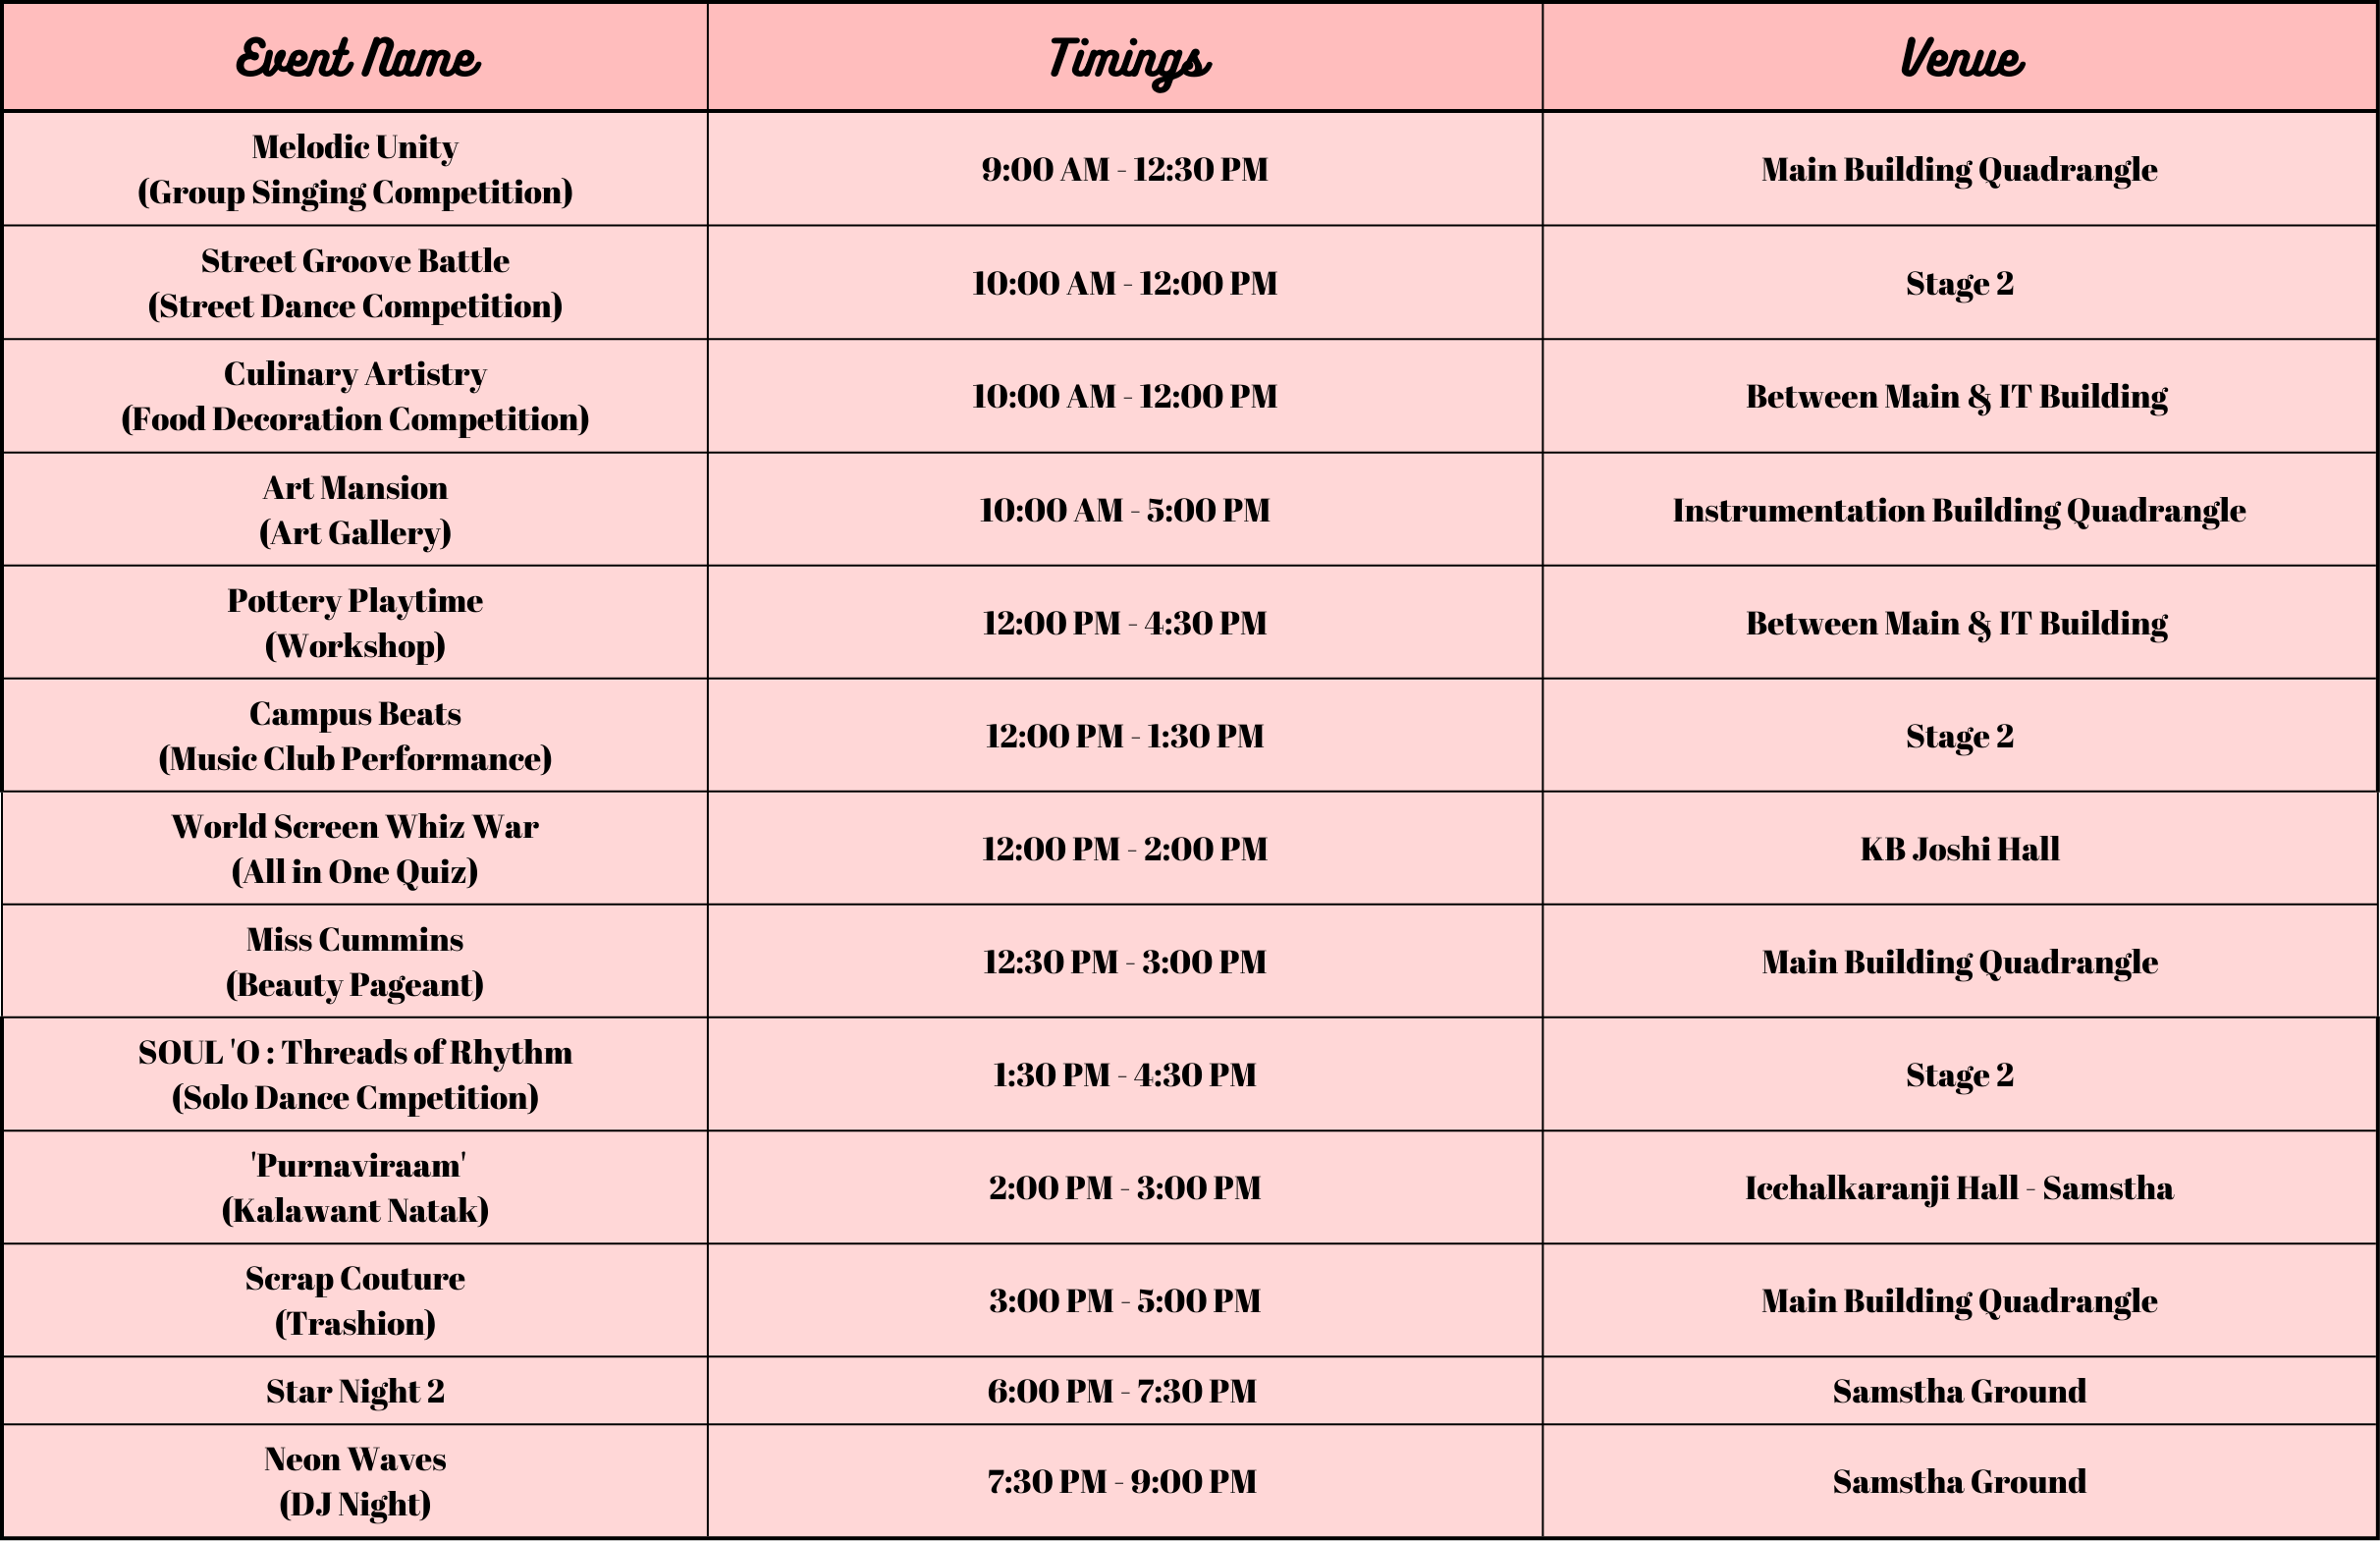 Event Name
Timings
Venue
Melodic Unity
(Group Singing Competition)
9:00 AM - 12:30 PM
Main Building Quadrangle
Street Groove Battle
(Street Dance Competition)
10:00 AM - 12:00 PM
Stage 2
Culinary Artistry
(Food Decoration Competition)
10:00 AM - 12:00 PM
Between Main & IT Building
Art Mansion
(Art Gallery)
10:00 AM - 5:00 PM
Instrumentation Building Quadrangle
Pottery Playtime
(Workshop)
12:00 PM - 4:30 PM
Between Main & IT Building
Campus Beats
(Music Club Performance)
12:00 PM - 1:30 PM
Stage 2
World Screen Whiz War
(All in One Quiz)
12:00 PM - 2:00 PM
KB Joshi Hall
Miss Cummins
(Beauty Pageant)
12:30 PM - 3:00 PM
Main Building Quadrangle
SOUL 'O : Threads of Rhythm
(Solo Dance Cmpetition)
1:30 PM - 4:30 PM
Stage 2
'Purnaviraam'
(Kalawant Natak)
2:00 PM - 3:00 PM
Icchalkaranji Hall - Samstha
Scrap Couture
(Trashion)
3:00 PM - 5:00 PM
Main Building Quadrangle
Star Night 2
6:00 PM - 7:30 PM
Samstha Ground
Neon Waves
(DJ Night)
7:30 PM - 9:00 PM
Samstha Ground